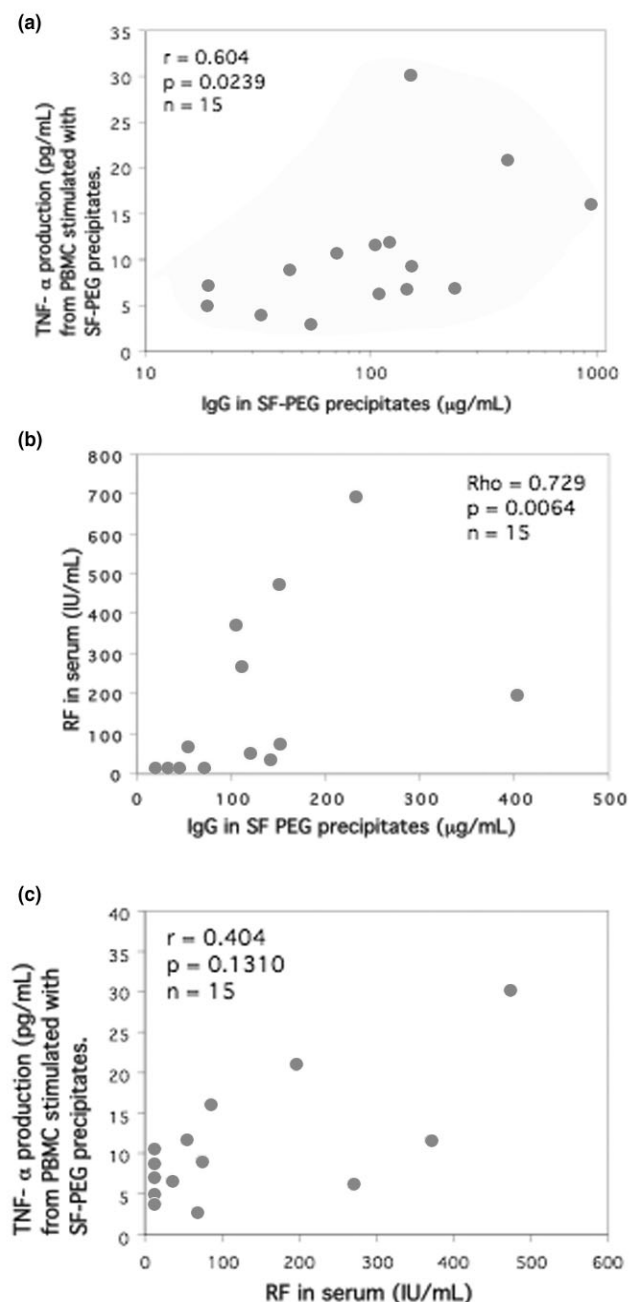 (a)
TNF- α production (pg/mL)
from PBMC stimulated with
SF-PEG precipitates.
35
30
25
20
15
10
5
0
r = 0.604
p = 0.0239
n = 15
10
100
1000
IgG in SF-PEG precipitates (μg/mL)
(b)
RF in serum (IU/mL)
800
700
600
500
400
300
200
100
0
Rho = 0.729
p = 0.0064
n = 15
0
100
200
300
400
500
IgG in SF PEG precipitates (μg/mL)
(c)
TNF- α production (pg/mL)
from PBMC stimulated with
SF-PEG precipitates.
40
35
30
25
20
15
10
5
0
r = 0.404
p = 0.1310
n = 15
0
100
200
300
400
500
600
RF in serum (IU/mL)